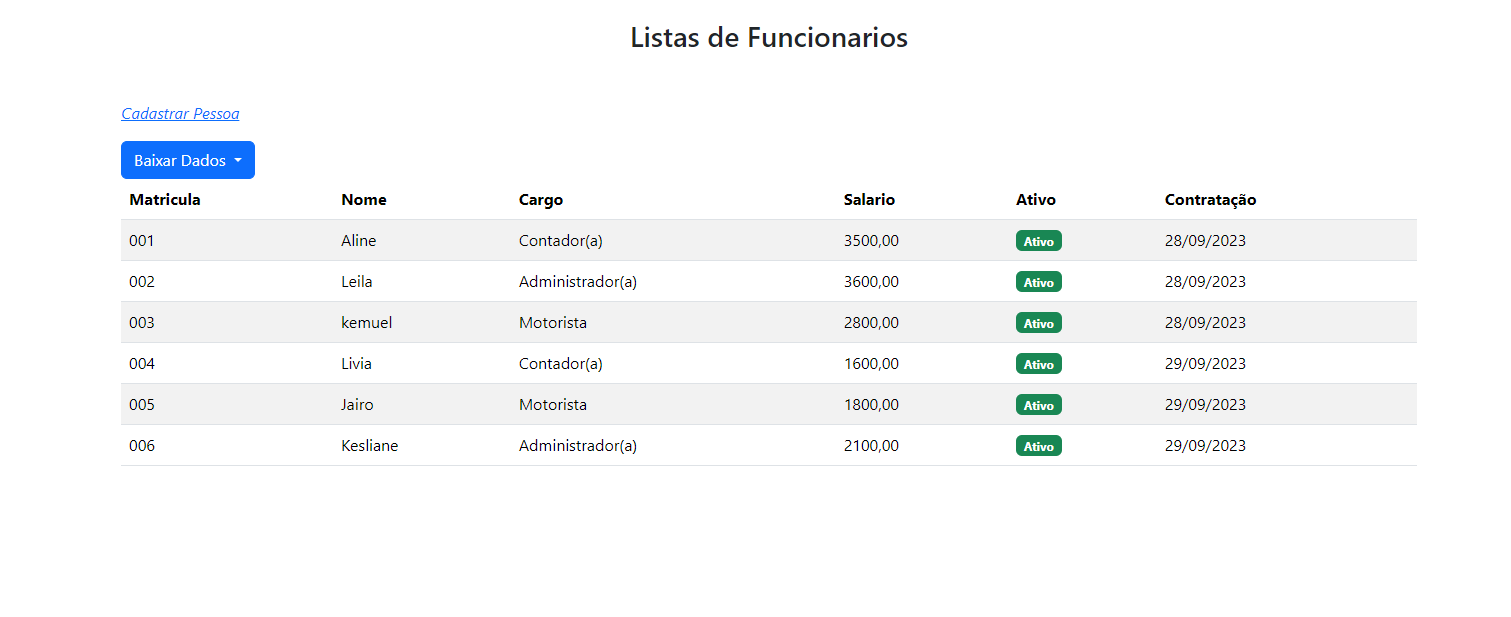 Listas de Funcionarios
Cadastrar Pessoa
Baixar Dados
Matricula Nome Cargo Salario Ativo Contratação
001 Aline Contador(a) 3500,00 Ativo 28/09/2023
002 Leila Administrador(a) 3600,00 Ativo 28/09/2023
003 kemuel Motorista 2800,00 Ativo 28/09/2023
004 Livia Contador(a) 1600,00 Ativo 29/09/2023
005 Jairo Motorista 1800,00 Ativo 29/09/2023
006 Kesliane Administrador(a) 2100,00 Ativo 29/09/2023